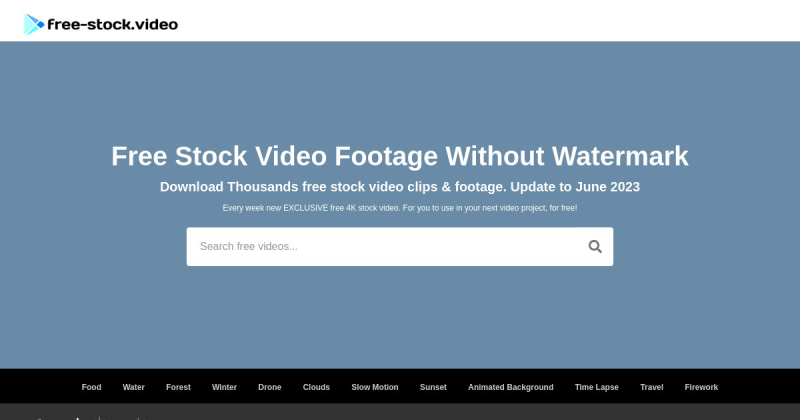 free-stock.video
Free Stock Video Footage Without Watermark
Download Thousands free stock video clips & footage. Update to June 2023
Every week new EXCLUSIVE free 4K stock video. For you to use in your next video project, for free!
Search free videos...
Food Water Forest Winter Drone Clouds Slow Motion Sunset Animated Background Time Lapse Travel Firework